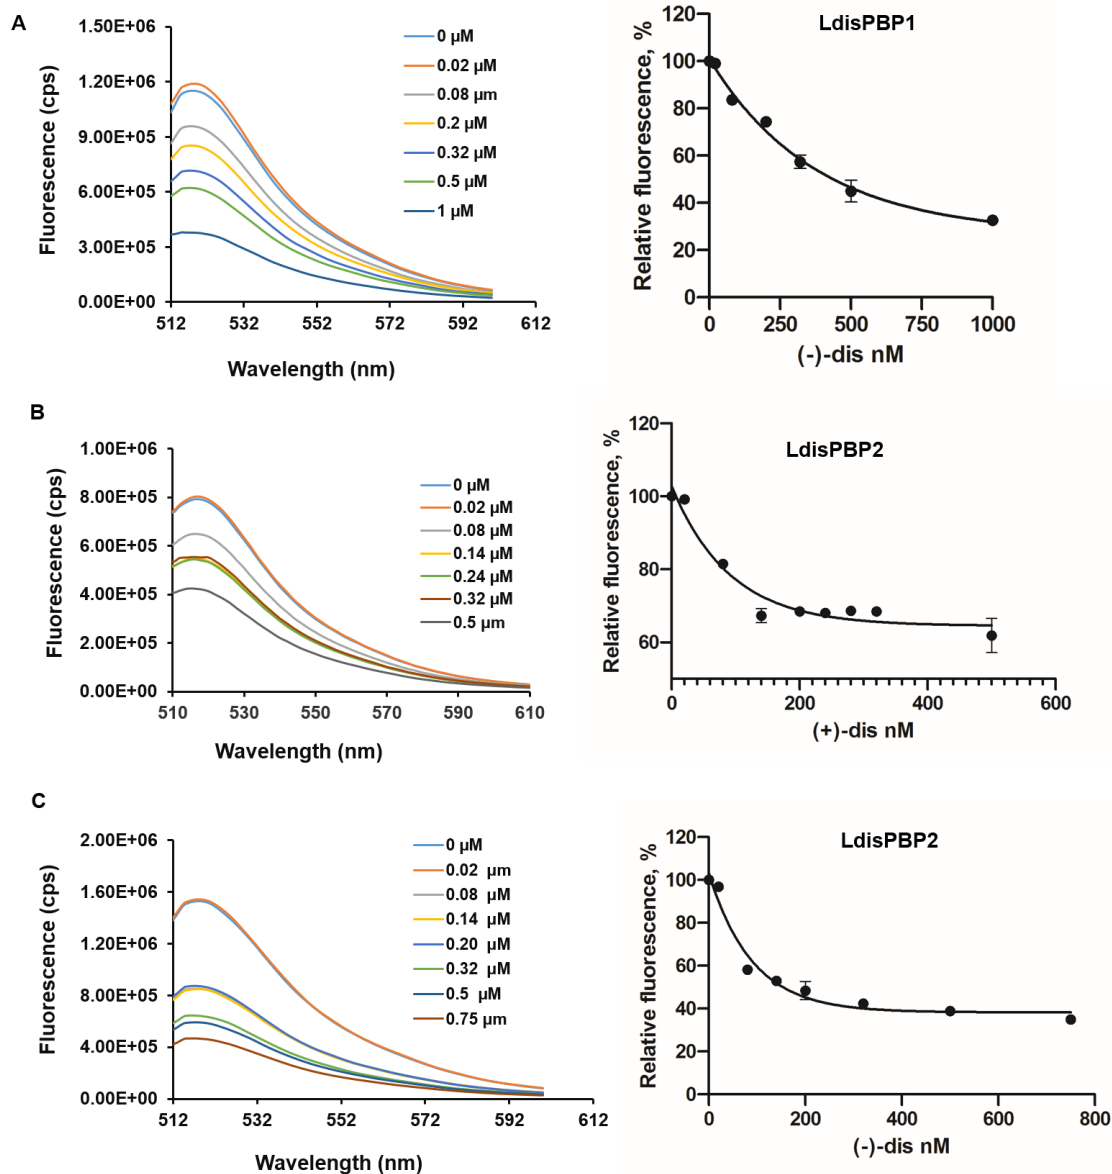 A
1.50E+06
1.20E+06
9.00E+05
6.00E+05
3.00E+05
0.00E+00
Fluorescence (cps)
512 532 552 572 592 612
Wavelength (nm)
0 µM
0.02 µM
0.08 µm
0.2 µM
0.32 µM
0.5 µM
1 µM
LdisPBP1
120
100
80
60
40
20
0
Relative fluorescence, %
0 250 500 750 1000
(-)-dis nM
B
1.00E+06
8.00E+05
6.00E+05
4.00E+05
2.00E+05
0.00E+00
Fluorescence (cps)
510 530 550 570 590 610
Wavelength (nm)
0 µM
0.02 µM
0.08 µM
0.14 µM
0.24 µM
0.32 µM
0.5 µm
LdisPBP2
120
100
80
60
Relative fluorescence, %
0 200 400 600
(+)-dis nM
C
2.00E+06
1.60E+06
1.20E+06
8.00E+05
4.00E+05
0.00E+00
Fluorescence (cps)
512 532 552 572 592 612
Wavelength (nm)
0 µM
0.02 µm
0.08 µM
0.14 µM
0.20 µM
0.32 µM
0.5 µM
0.75 µm
LdisPBP2
120
100
80
60
40
20
0
Relative fluorescence, %
0 200 400 600 800
(-)-dis nM